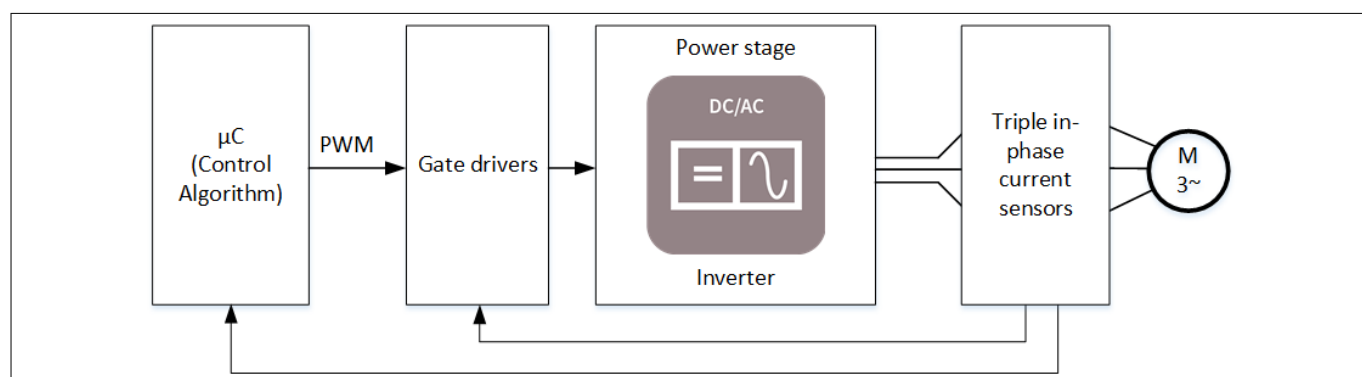 µC
(Control
Algorithm)
PWM
Gate drivers
Power stage
DC/AC
Inverter
Triple in-
phase
current
sensors
M
3~